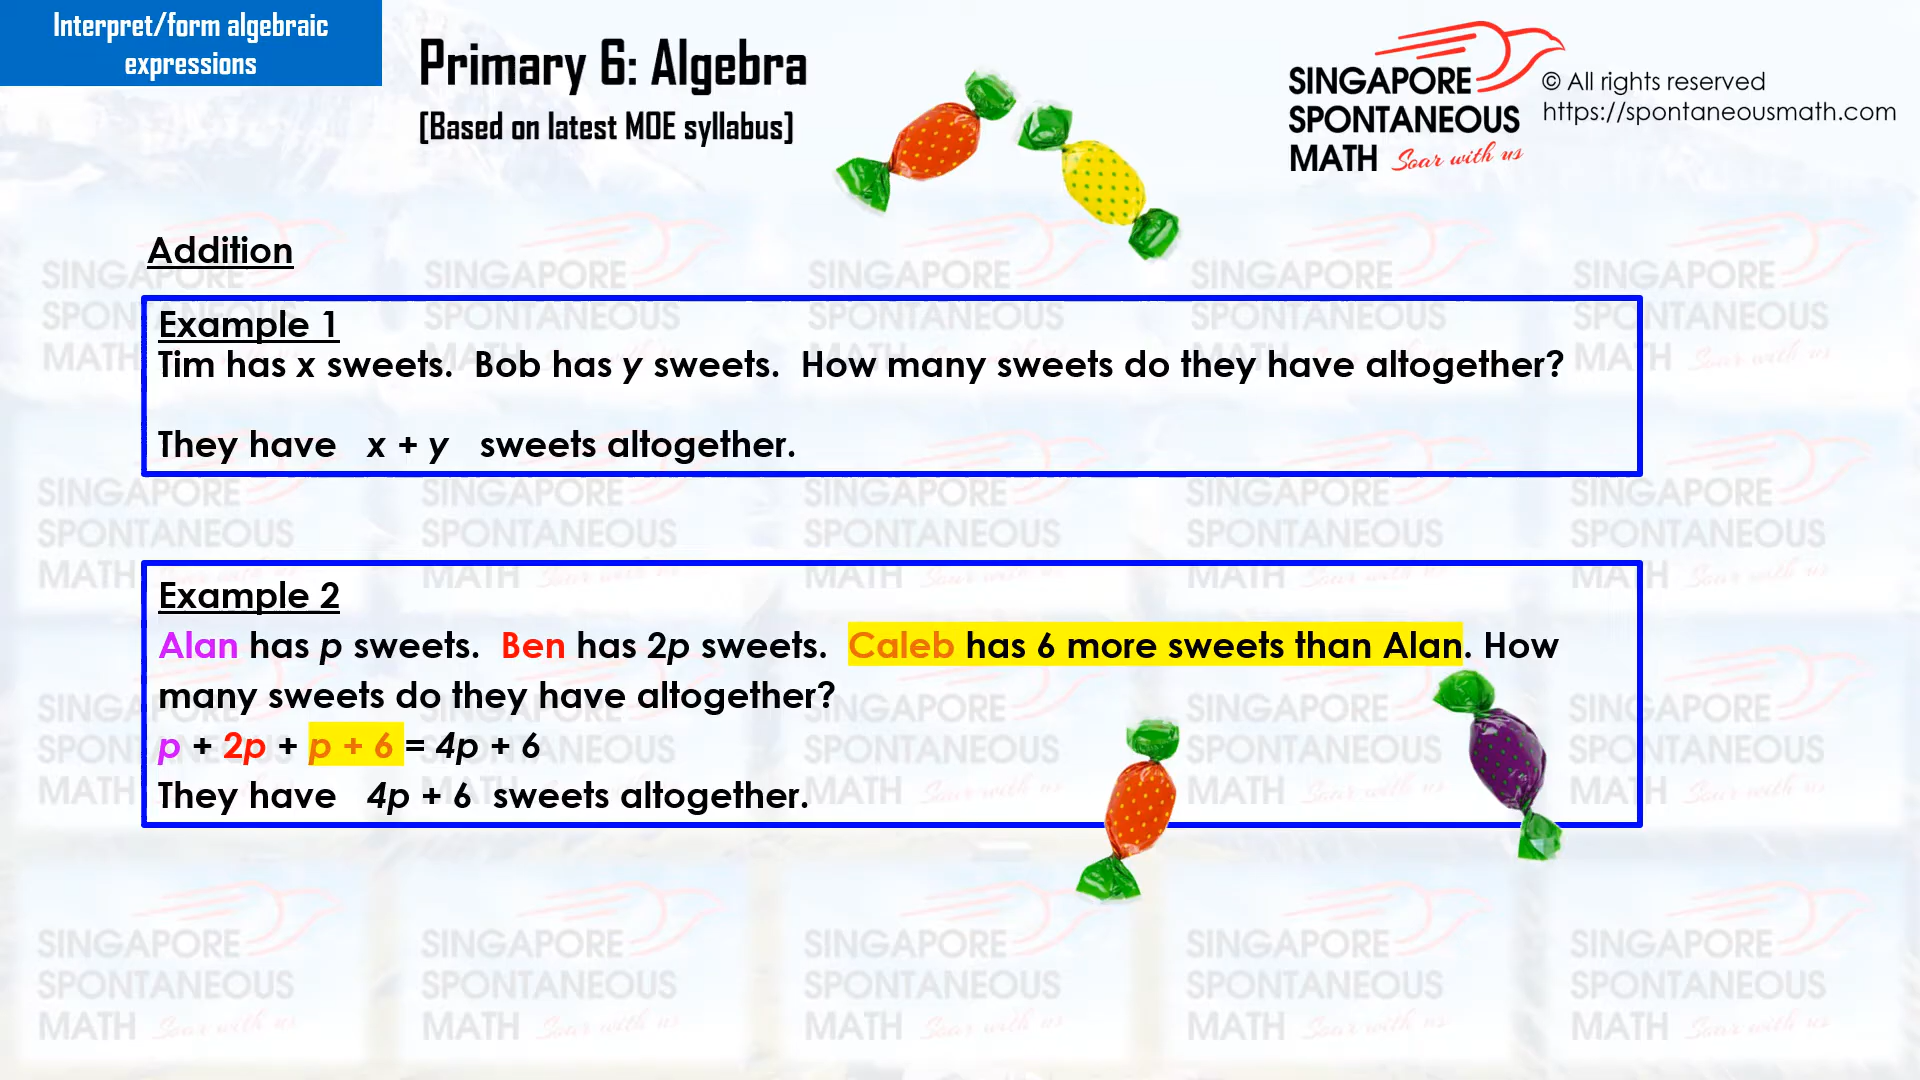 Interpret/form algebraic
expressions
Primary 6: Algebra
[Based on latest MOE syllabus]
SINGAPORE
SPONTANEOUS
MATH Soar with us
© All rights reserved
https://spontaneousmath.com
Addition
Example 1
Tim has x sweets. Bob has y sweets. How many sweets do they have altogether?
They have x + y sweets altogether.
Example 2
Alan has p sweets. Ben has 2p sweets. Caleb has 6 more sweets than Alan. How
many sweets do they have altogether?
p + 2p + p + 6 = 4p + 6
They have 4p + 6 sweets altogether.